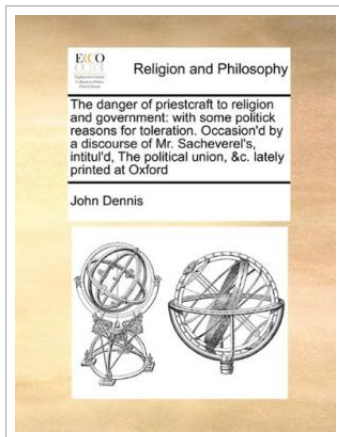 ECCO
Religion and Philosophy
The danger of priestcraft to religion
and government: with some politick
reasons for toleration. Occasion'd by
a discourse of Mr. Sacheverel's,
intitul'd, The political union, &c. lately
printed at Oxford
John Dennis